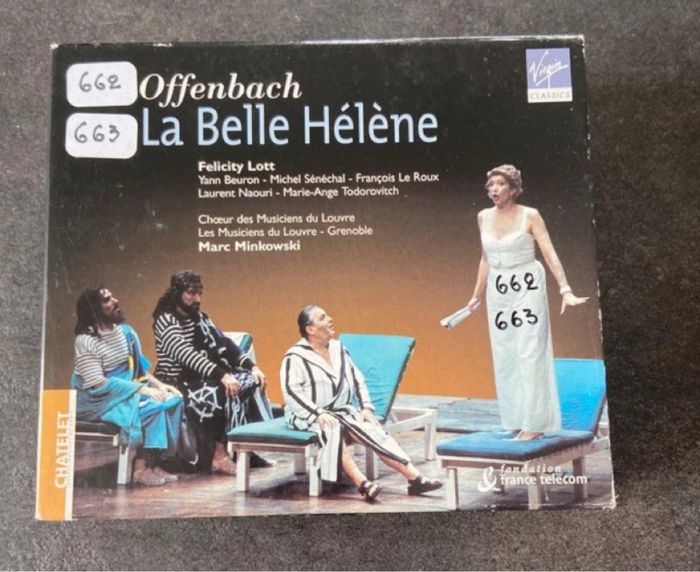 662
Offenbach
663
La Belle Hélène
Virgin
CLASSICS
Felicity Lott
Yann Beuron - Michel Sénéchal - François Le Roux
Laurent Naouri - Marie-Ange Todorovitch
Chœur des Musiciens du Louvre
Les Musiciens du Louvre - Grenoble
Marc Minkowski
662
663
CHATELET
fondation
france télécom